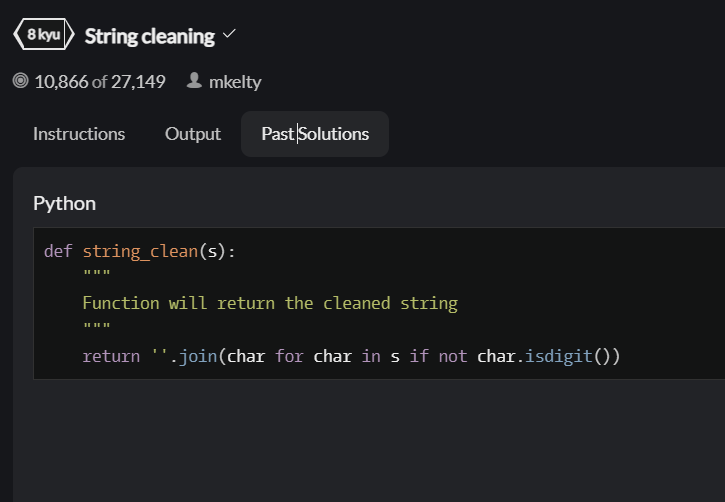 8 kyu String cleaning
10,866 of 27,149 mkelty
Instructions Output Past Solutions
Python
def string_clean(s):
    """
    Function will return the cleaned string
    """
    return ''.join(char for char in s if not char.isdigit())